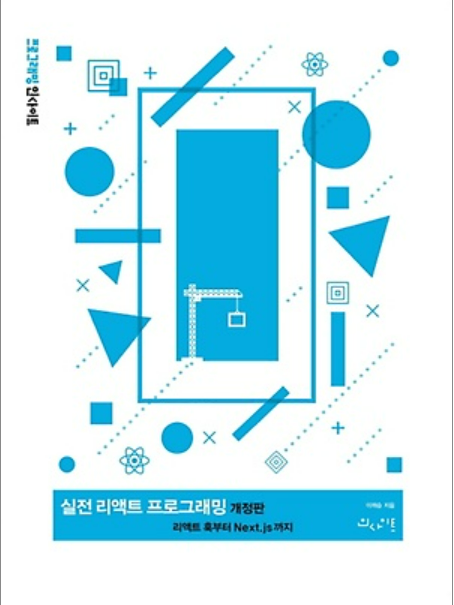 프로그래밍 인사이트
실전 리액트 프로그래밍 개정판
리액트 훅부터 Next.js까지
이재승 지음
인사이트